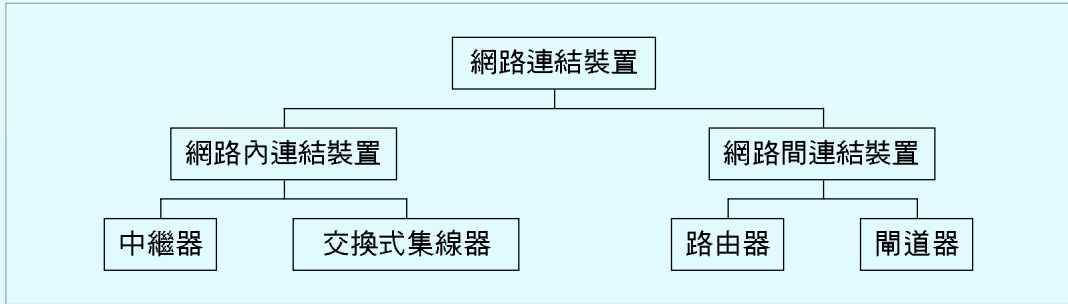 網路連結裝置
網路內連結裝置
網路間連結裝置
中繼器
交換式集線器
路由器
閘道器